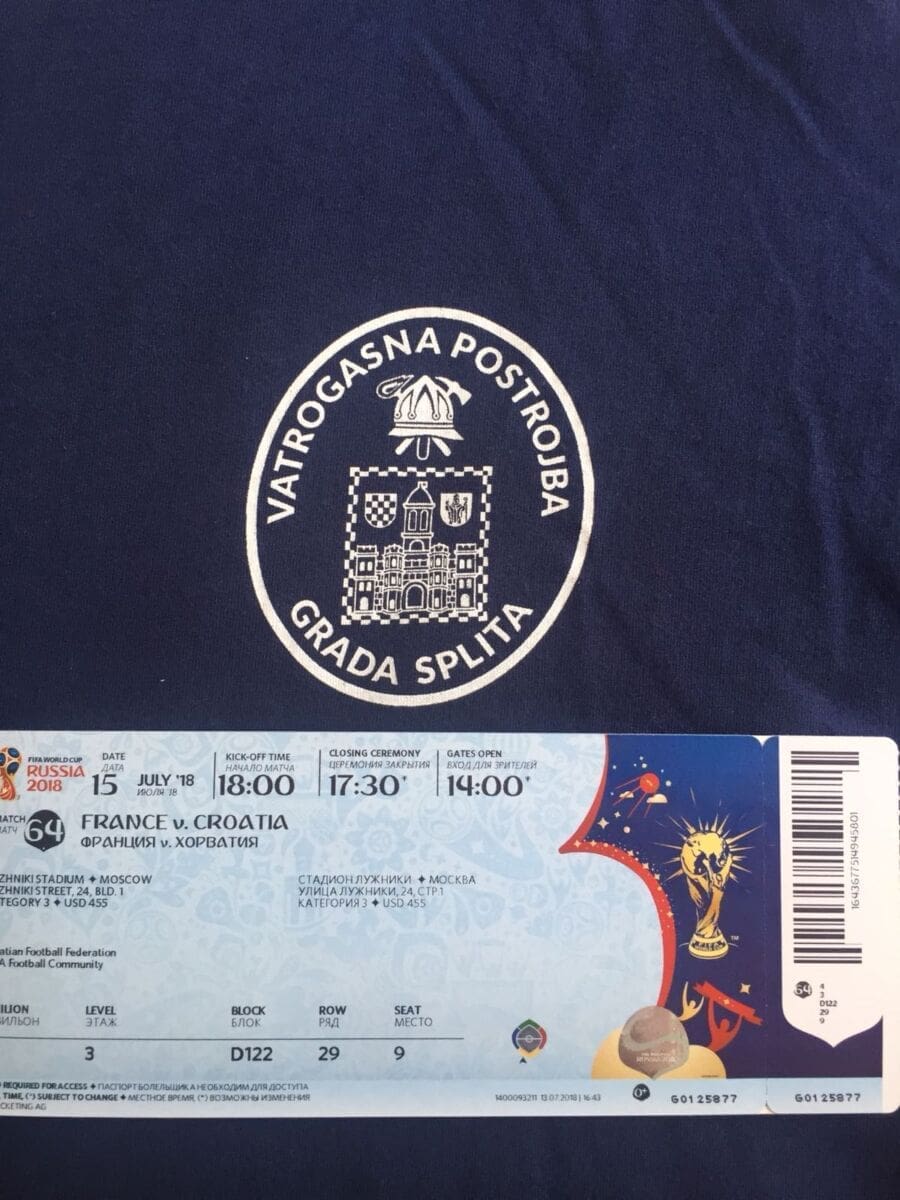 VATROGASNA POSTROJBA
GRADA SPLITA
FIFA WORLD CUP
RUSSIA
2018
DATE
ДАТА
15 JULY '18
ИЮЛЯ '18
KICK-OFF TIME
НАЧАЛО МАТЧА
18:00
CLOSING CEREMONY
ЦЕРЕМОНИЯ ЗАКРЫТИЯ
17:30*
GATES OPEN
ВХОД ДЛЯ ЗРИТЕЛЕЙ
14:00*
MATCH
МАТЧ
64
FRANCE v. CROATIA
ФРАНЦИЯ v. ХОРВАТИЯ
ZHNIKI STADIUM ✦ MOSCOW
ZHNIKI STREET, 24, BLD. 1
TEGORY 3 ✦ USD 455
СТАДИОН ЛУЖНИКИ ✦ МОСКВА
УЛИЦА ЛУЖНИКИ, 24, СТР.1
КАТЕГОРИЯ 3 ✦ USD 455
atian Football Federation
A Football Community
ILION
ВИЛЬОН
LEVEL
ЭТАЖ
3
BLOCK
БЛОК
D122
ROW
РЯД
29
SEAT
МЕСТО
9
REQUIRED FOR ACCESS ✦ ПАСПОРТ БОЛЕЛЬЩИКА НЕОБХОДИМ ДЛЯ ДОСТУПА
TIME, (*) SUBJECT TO CHANGE ✦ МЕСТНОЕ ВРЕМЯ, (*) ВОЗМОЖНЫ ИЗМЕНЕНИЯ
CKETING AG
1400093211 13.07.2018 | 16:43
0+
G0125877
TM
1643677514945801
64
4
3
D122
29
9
G0125877